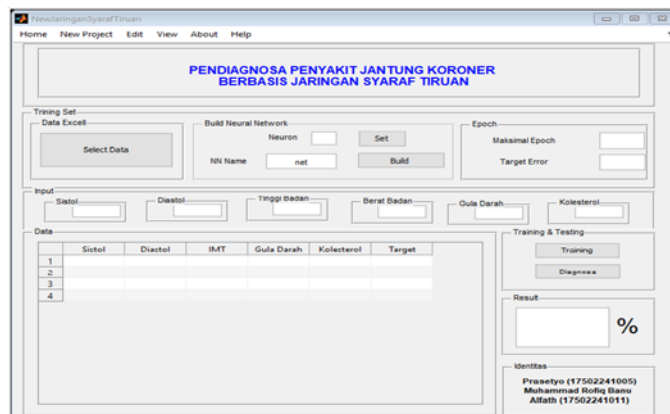 NewJaringanSyarafTiruan
Home New Project Edit View About Help
PENDIAGNOSA PENYAKIT JANTUNG KORONER
BERBASIS JARINGAN SYARAF TIRUAN
Trining Set
Data Excell
Select Data
Build Neural Network
Neuron
Set
NN Name
net
Build
Epoch
Maksimal Epoch
Target Error
Input
Sistol
Diastol
Tinggi Badan
Berat Badan
Gula Darah
Kolesterol
Data
Sistol Diastol IMT Gula Darah Kolesterol Target
1
2
3
4
Training & Testing
Training
Diagnosa
Result
%
Identitas
Prasetyo (17502241005)
Muhammad Rofiq Banu
Alfath (17502241011)